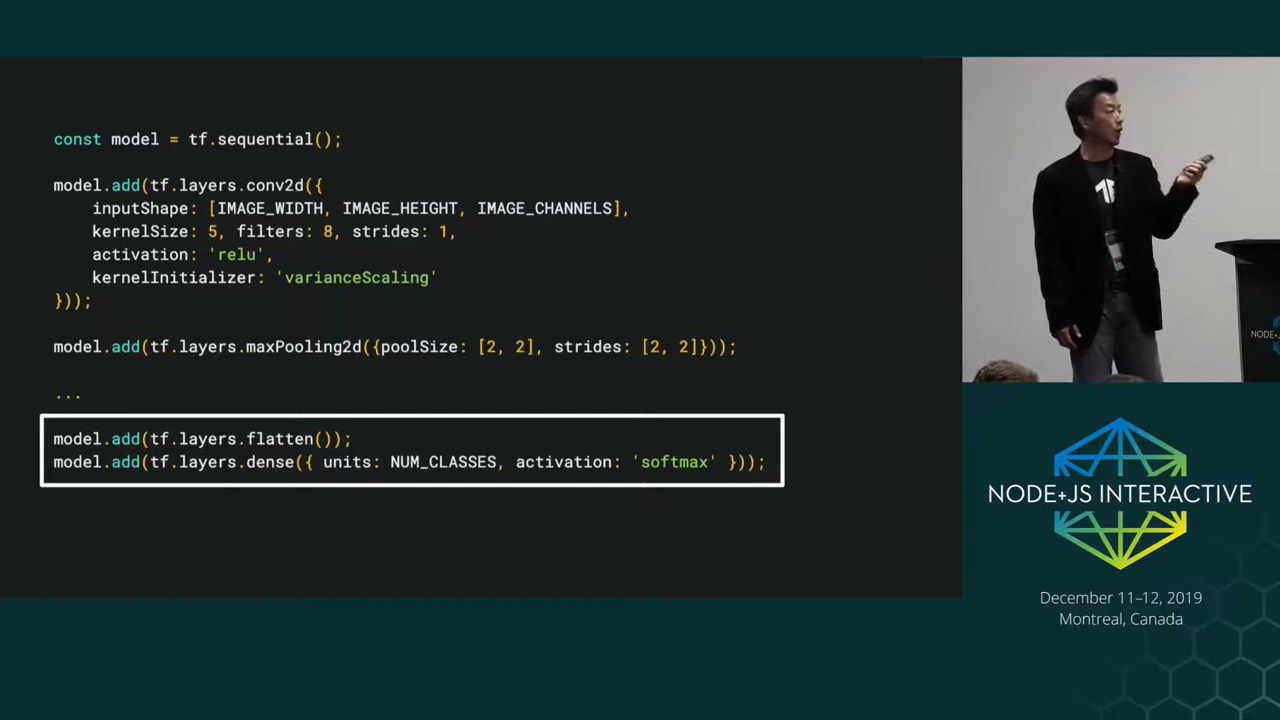 const model = tf.sequential();
model.add(tf.layers.conv2d({
inputShape: [IMAGE_WIDTH, IMAGE_HEIGHT, IMAGE_CHANNELS],
kernelSize: 5, filters: 8, strides: 1,
activation: 'relu',
kernelInitializer: 'varianceScaling'
}));
model.add(tf.layers.maxPooling2d({poolSize: [2, 2], strides: [2, 2]}));
...
model.add(tf.layers.flatten());
model.add(tf.layers.dense({ units: NUM_CLASSES, activation: 'softmax' }));
NODE+JS INTERACTIVE
December 11–12, 2019
Montreal, Canada